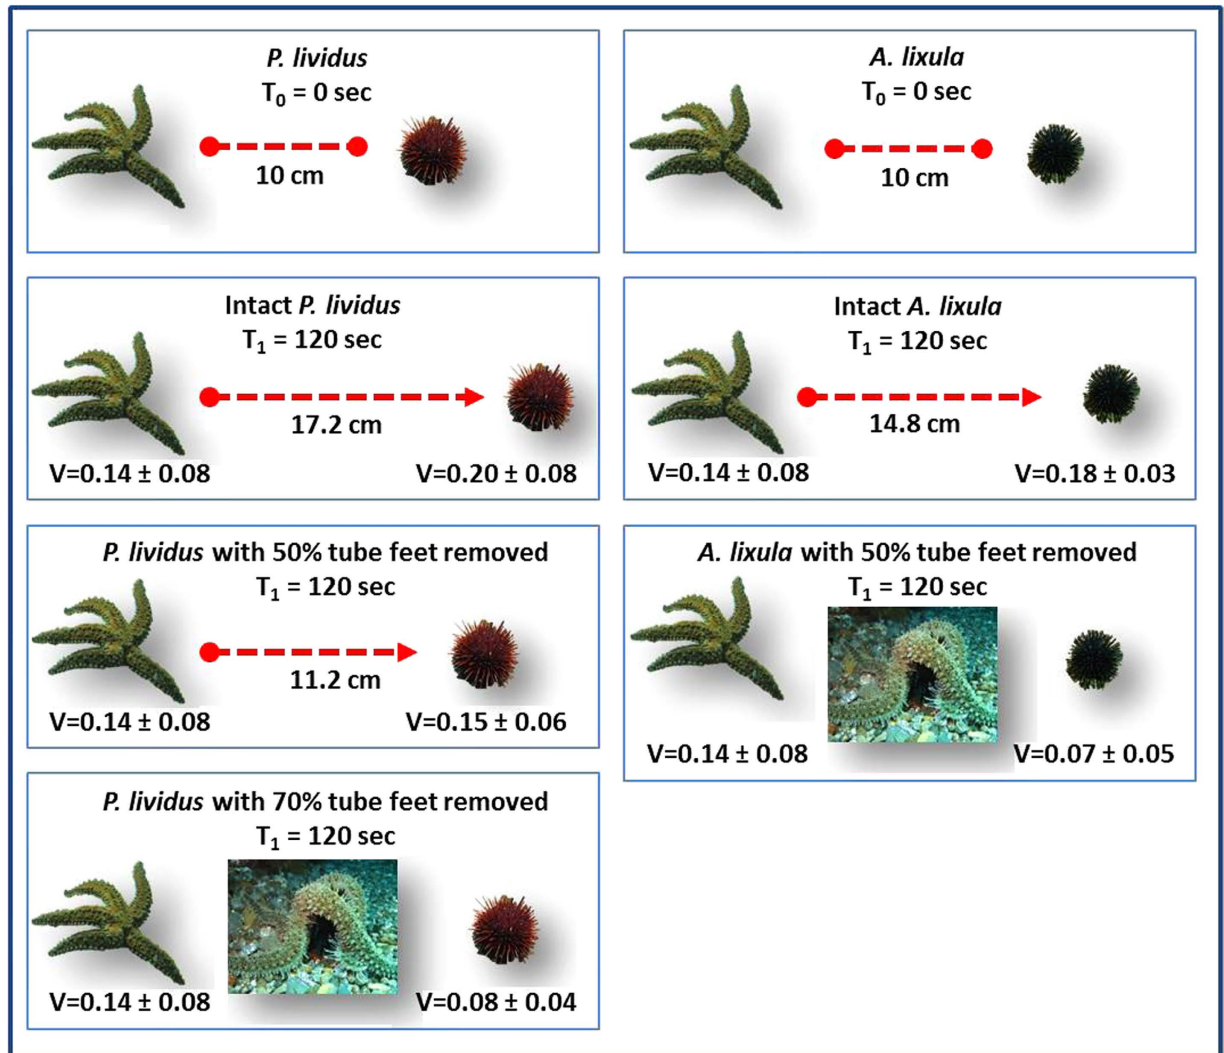 P. lividus
T₀ = 0 sec
10 cm
A. lixula
T₀ = 0 sec
10 cm
Intact P. lividus
T₁ = 120 sec
17.2 cm
V=0.14 ± 0.08
V=0.20 ± 0.08
Intact A. lixula
T₁ = 120 sec
14.8 cm
V=0.14 ± 0.08
V=0.18 ± 0.03
P. lividus with 50% tube feet removed
T₁ = 120 sec
11.2 cm
V=0.14 ± 0.08
V=0.15 ± 0.06
A. lixula with 50% tube feet removed
T₁ = 120 sec
V=0.14 ± 0.08
V=0.07 ± 0.05
P. lividus with 70% tube feet removed
T₁ = 120 sec
V=0.14 ± 0.08
V=0.08 ± 0.04